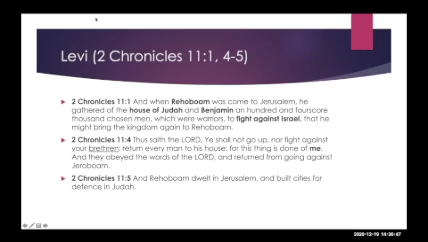 Levi (2 Chronicles 11:1, 4-5)
2 Chronicles 11:1 And when Rehoboam was come to Jerusalem, he
gathered of the house of Judah and Benjamin an hundred and fourscore
thousand chosen men, which were warriors, to fight against Israel, that he
might bring the kingdom again to Rehoboam.
2 Chronicles 11:4 Thus saith the LORD, Ye shall not go up, nor fight against
your brethren: return every man to his house: for this thing is done of me.
And they obeyed the words of the LORD, and returned from going against
Jeroboam.
2 Chronicles 11:5 And Rehoboam dwelt in Jerusalem, and built cities for
defence in Judah.
2020-12-19 14:35:47